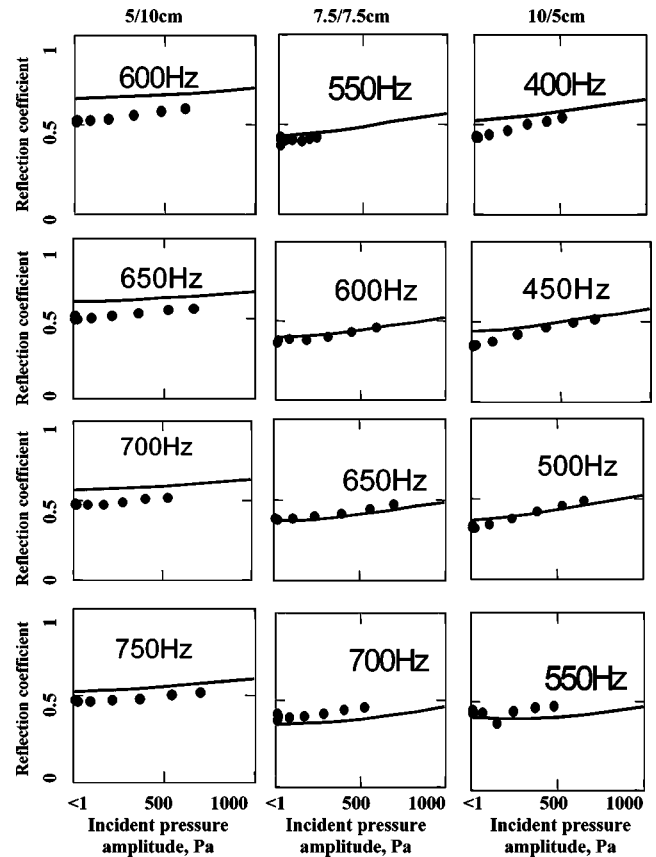 5/10cm 7.5/7.5cm 10/5cm
Reflection coefficient 1 0.5 0 600Hz 550Hz 400Hz
Reflection coefficient 1 0.5 0 650Hz 600Hz 450Hz
Reflection coefficient 1 0.5 0 700Hz 650Hz 500Hz
Reflection coefficient 1 0.5 0 750Hz 700Hz 550Hz
<1 500 1000 <1 500 1000 <1 500 1000
Incident pressure Incident pressure Incident pressure
amplitude, Pa amplitude, Pa amplitude, Pa